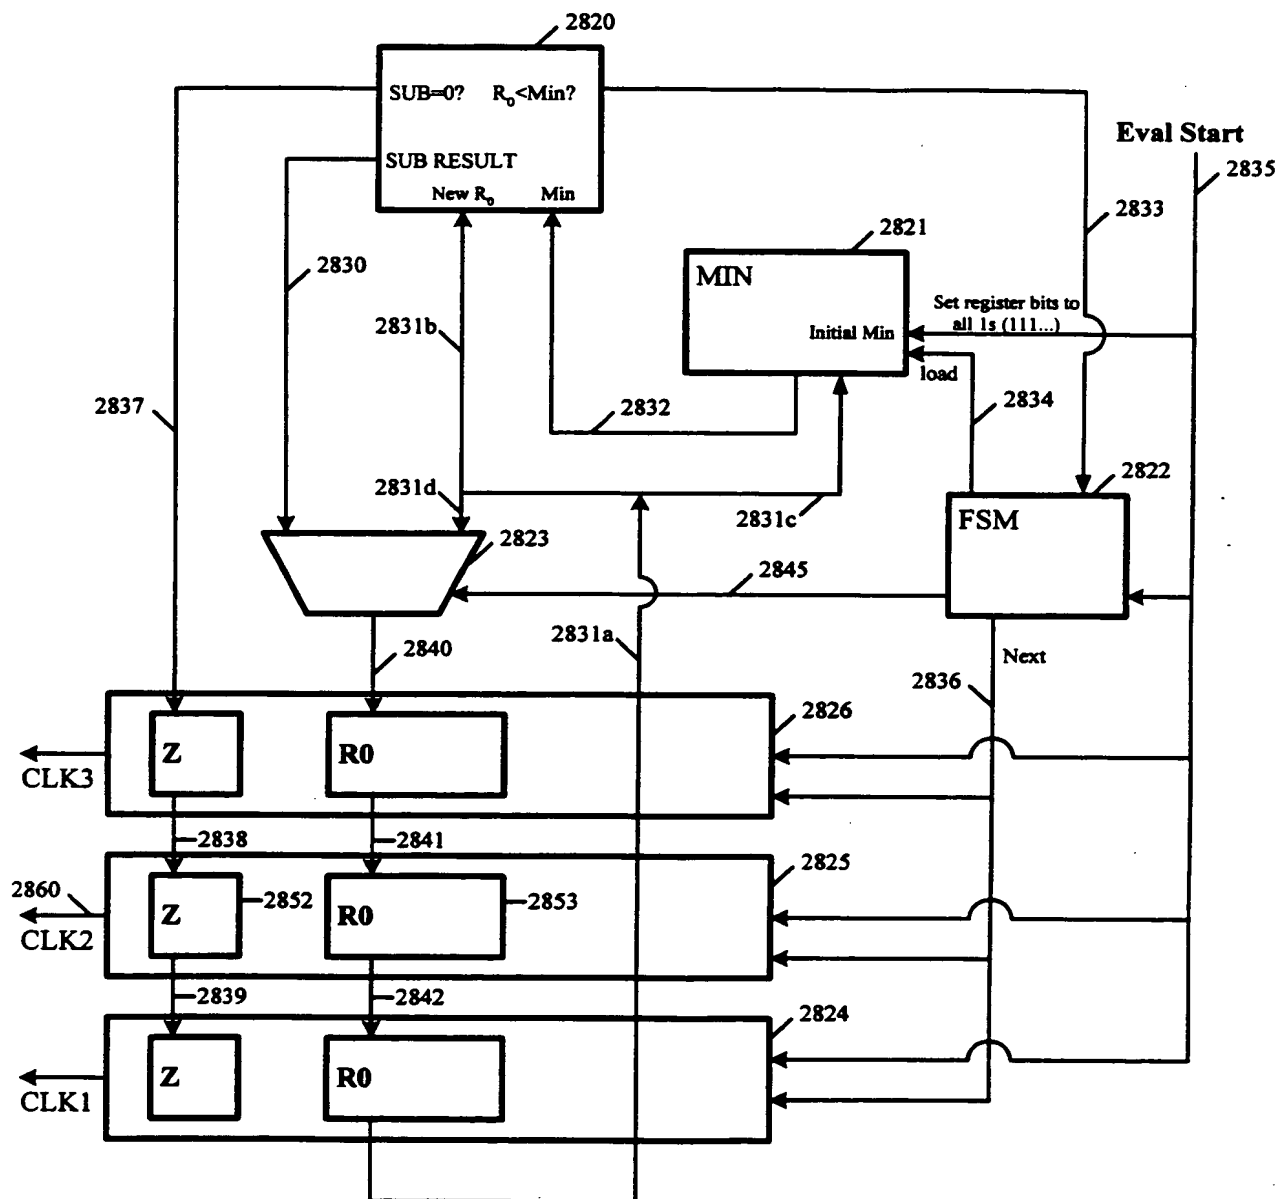 2820
SUB=0? R0<Min?
SUB RESULT
New R0 Min
Eval Start
2835
2833
2821
MIN
Initial Min
Set register bits to
all 1s (111...)
load
2830
2831b
2837
2832
2834
2831d
2831c
2822
FSM
2823
2845
2831a
2840
Next
2836
2826
Z
R0
CLK3
2838
2841
2825
2860
Z
2852
R0
2853
CLK2
2839
2842
2824
Z
R0
CLK1